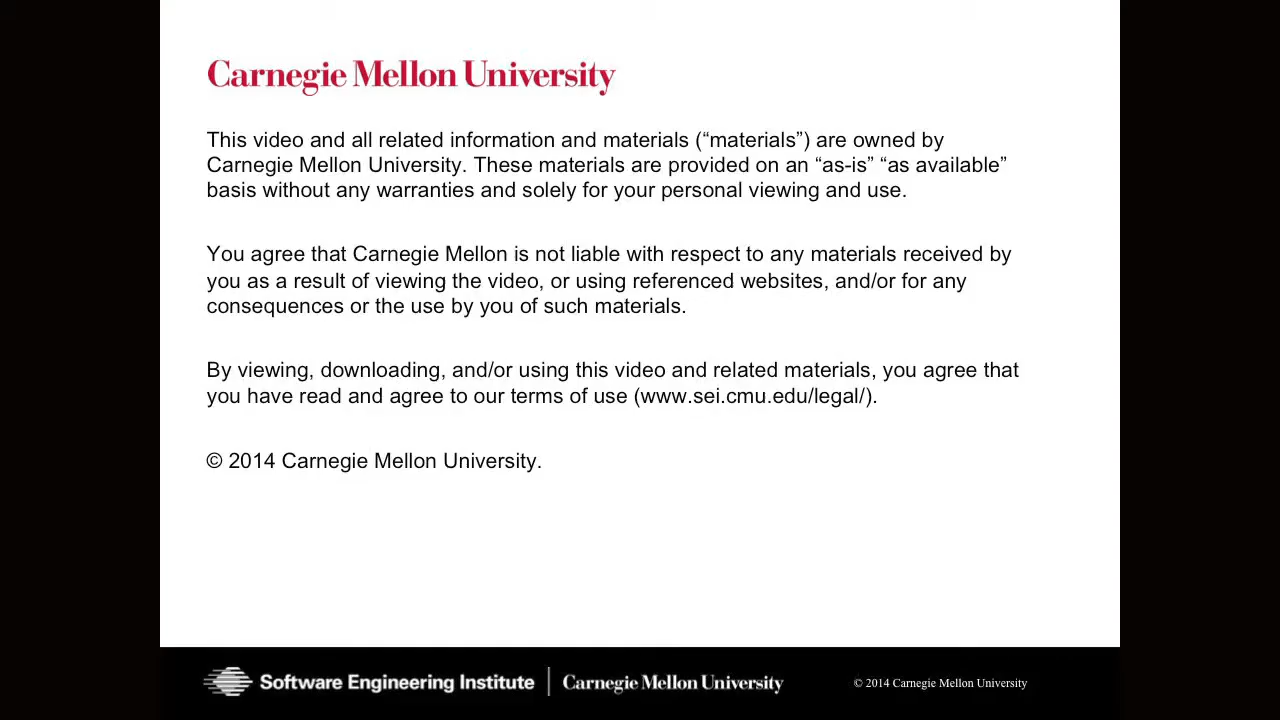 Carnegie Mellon University
This video and all related information and materials (“materials”) are owned by
Carnegie Mellon University. These materials are provided on an “as-is” “as available”
basis without any warranties and solely for your personal viewing and use.
You agree that Carnegie Mellon is not liable with respect to any materials received by
you as a result of viewing the video, or using referenced websites, and/or for any
consequences or the use by you of such materials.
By viewing, downloading, and/or using this video and related materials, you agree that
you have read and agree to our terms of use (www.sei.cmu.edu/legal/).
© 2014 Carnegie Mellon University.
Software Engineering Institute | Carnegie Mellon University © 2014 Carnegie Mellon University